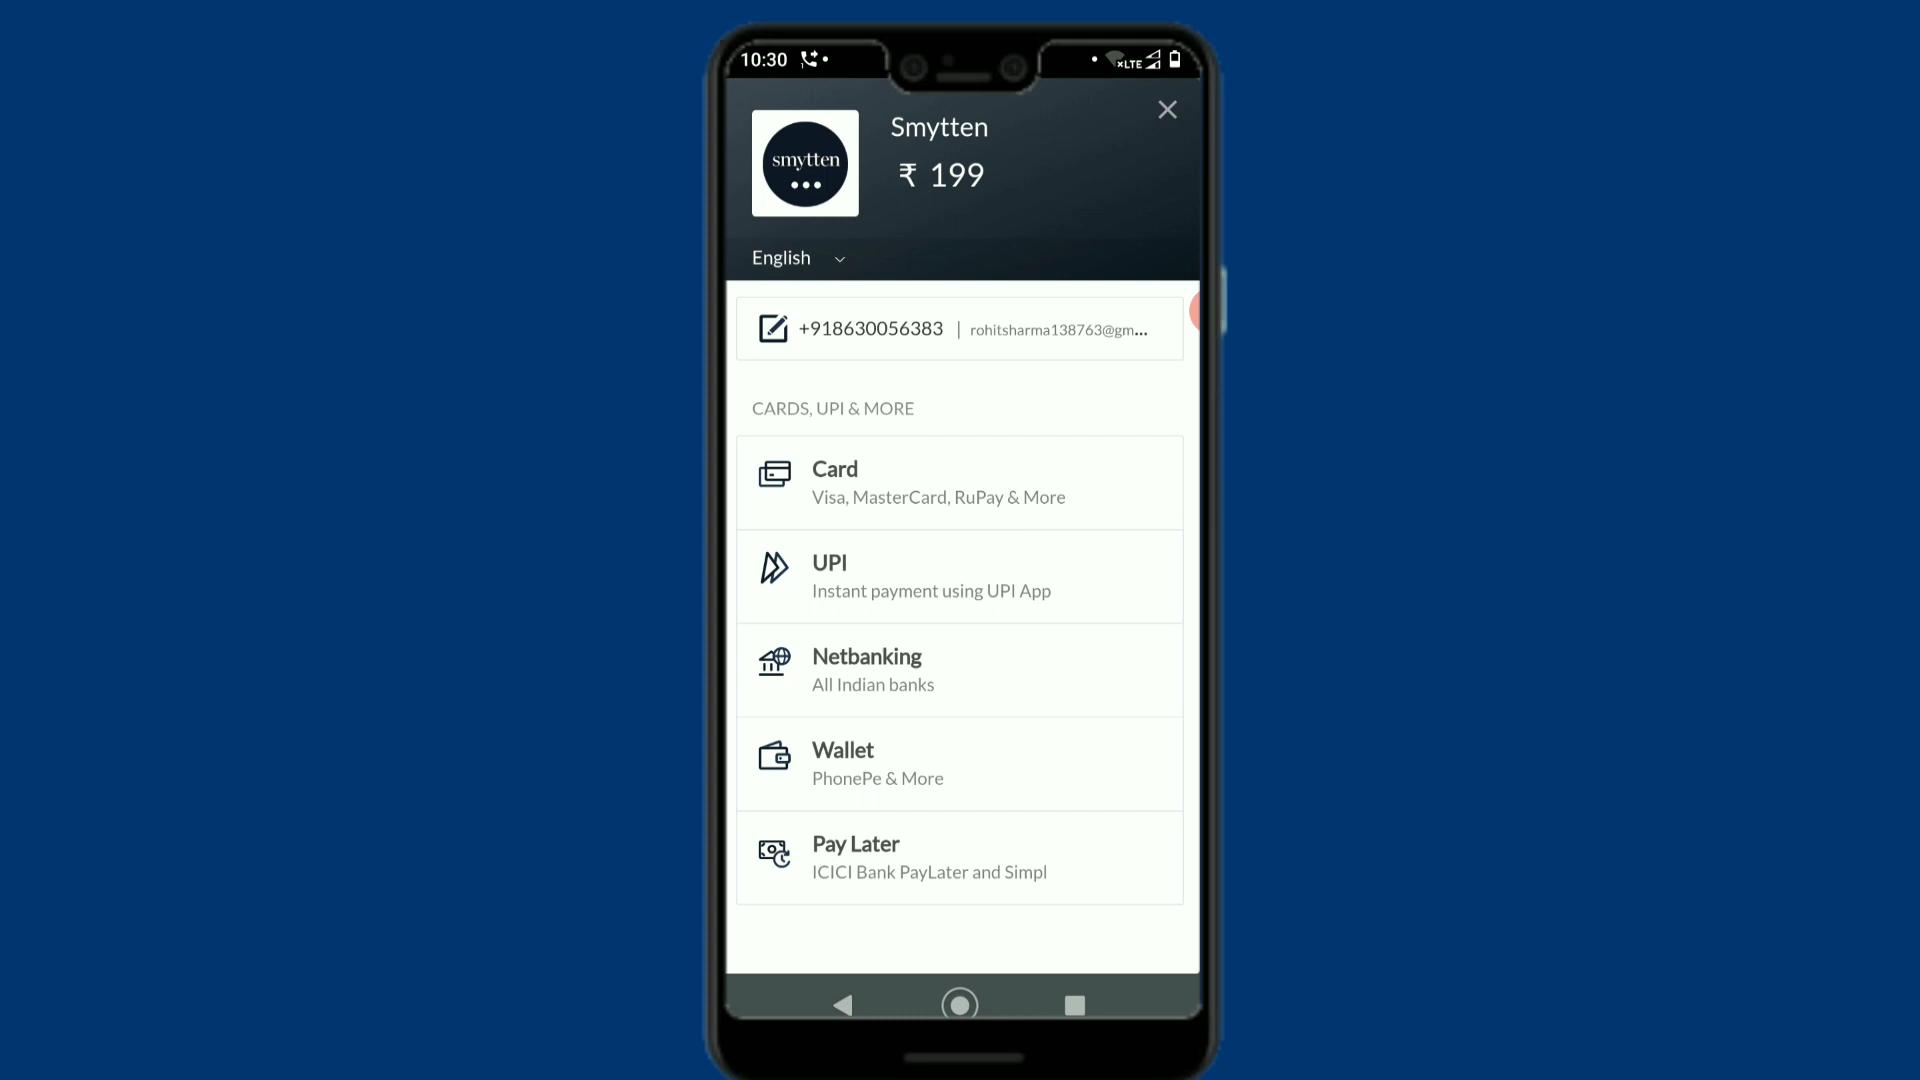 10:30
LTE
Smytten
smytten
₹ 199
English
+918630056383 | rohitsharma138763@gm...
CARDS, UPI & MORE
Card
Visa, MasterCard, RuPay & More
UPI
Instant payment using UPI App
Netbanking
All Indian banks
Wallet
PhonePe & More
Pay Later
ICICI Bank PayLater and Simpl